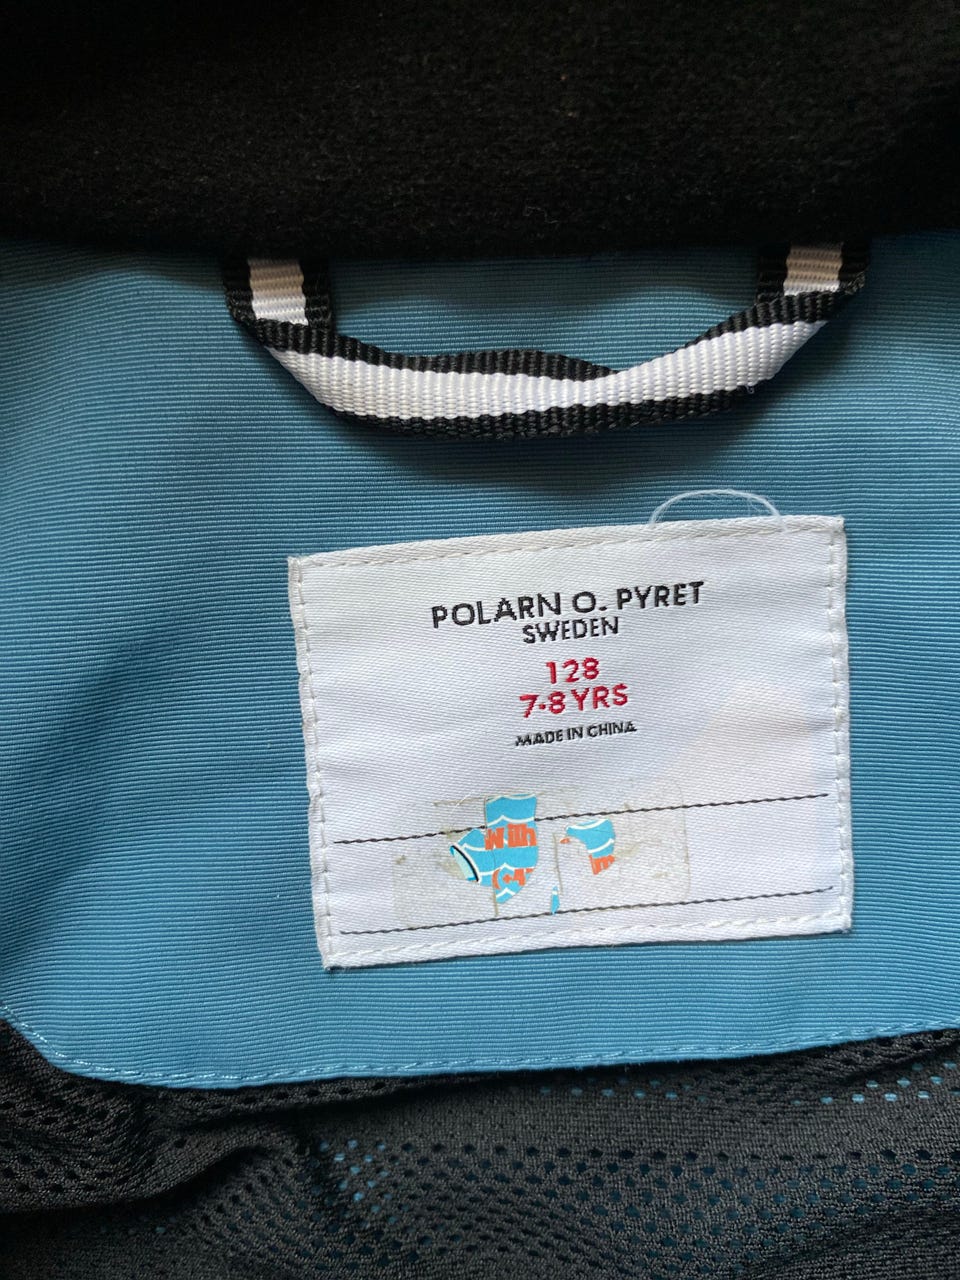 POLARN O. PYRET
SWEDEN
128
7-8 YRS
MADE IN CHINA